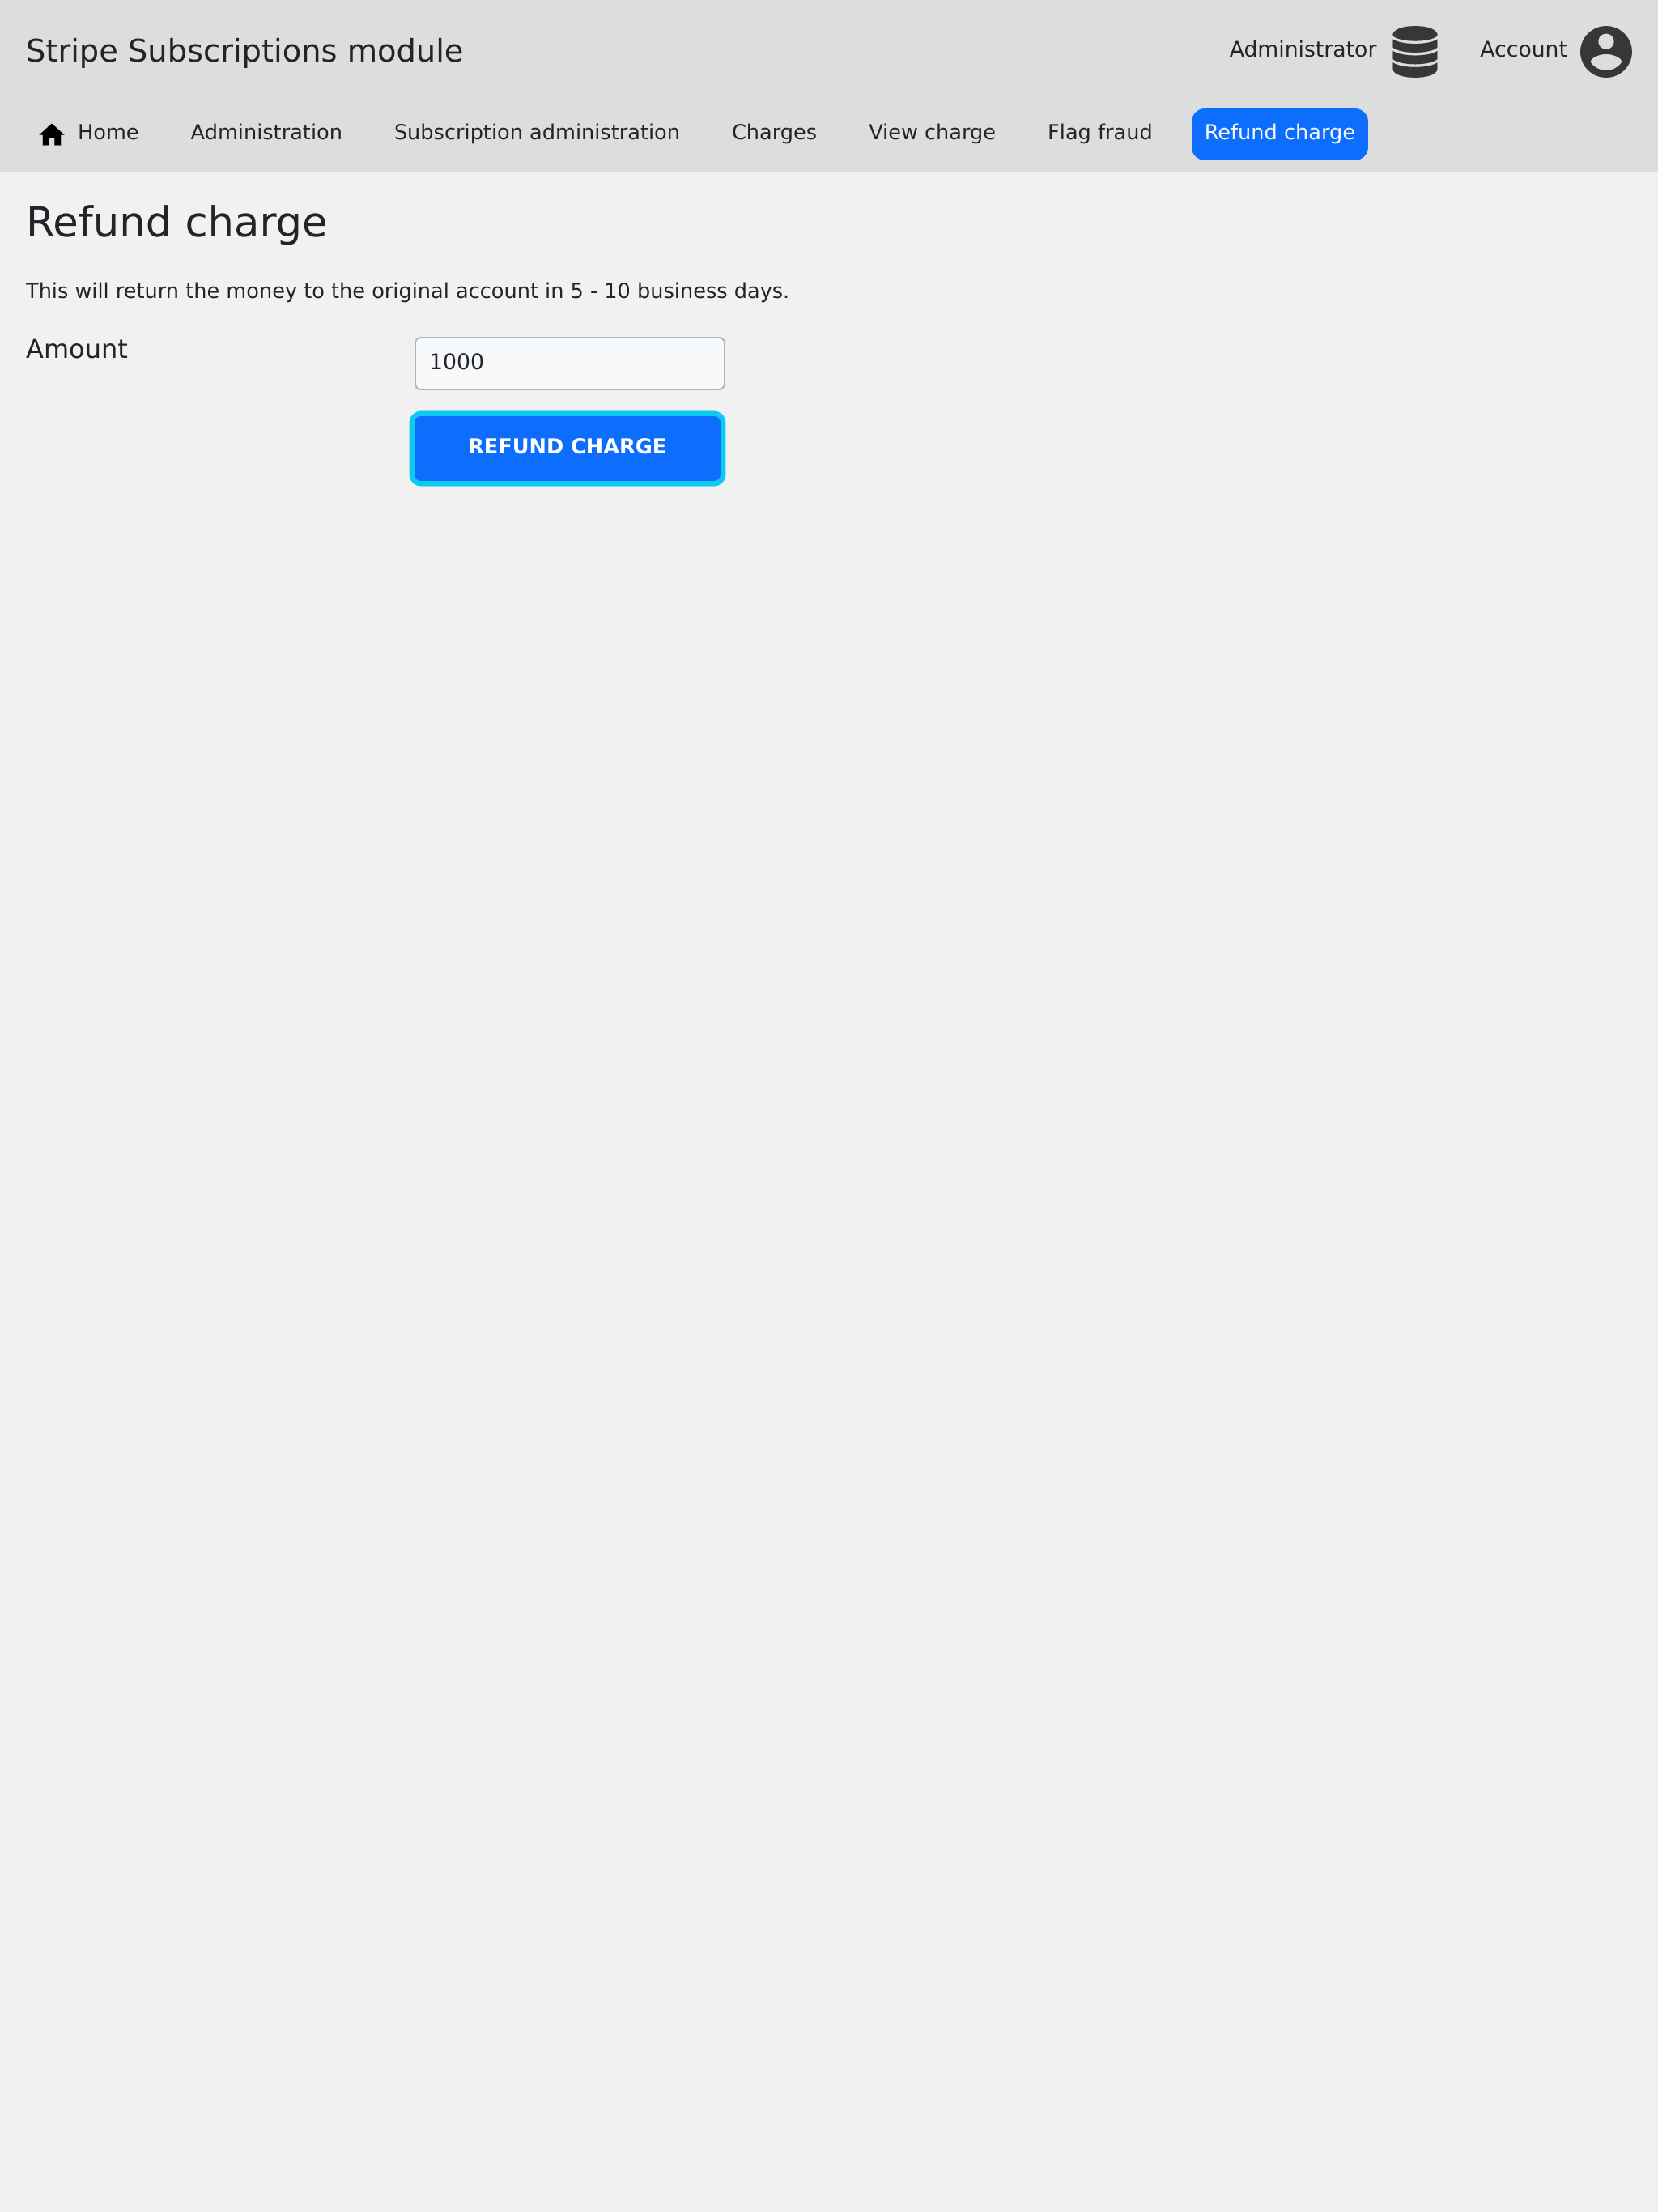 Stripe Subscriptions module
Administrator
Account
Home
Administration
Subscription administration
Charges
View charge
Flag fraud
Refund charge
Refund charge
This will return the money to the original account in 5 - 10 business days.
Amount
1000
REFUND CHARGE